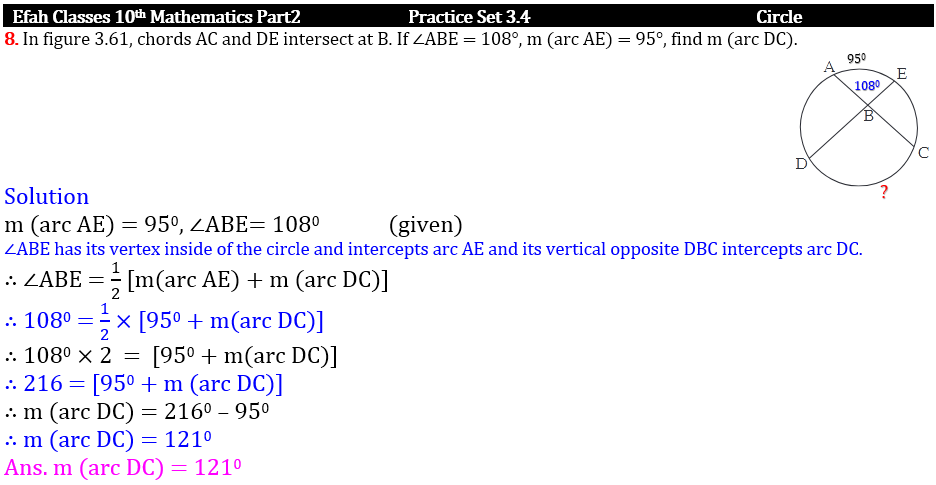 Efah Classes 10th Mathematics Part2 Practice Set 3.4 Circle
8. In figure 3.61, chords AC and DE intersect at B. If ∠ABE = 108°, m (arc AE) = 95°, find m (arc DC).
95⁰
A
E
108⁰
B
D
C
?
Solution
m (arc AE) = 95⁰, ∠ABE= 108⁰ (given)
∠ABE has its vertex inside of the circle and intercepts arc AE and its vertical opposite DBC intercepts arc DC.
∴ ∠ABE = 1/2 [m(arc AE) + m (arc DC)]
∴ 108⁰ = 1/2 × [95⁰ + m(arc DC)]
∴ 108⁰ × 2 = [95⁰ + m(arc DC)]
∴ 216 = [95⁰ + m (arc DC)]
∴ m (arc DC) = 216⁰ – 95⁰
∴ m (arc DC) = 121⁰
Ans. m (arc DC) = 121⁰